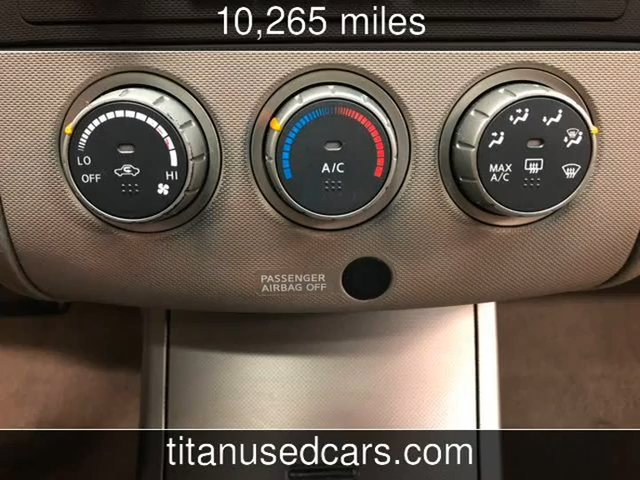 10,265 miles
LO
OFF
HI
A/C
MAX
A/C
PASSENGER
AIRBAG OFF
titanusedcars.com